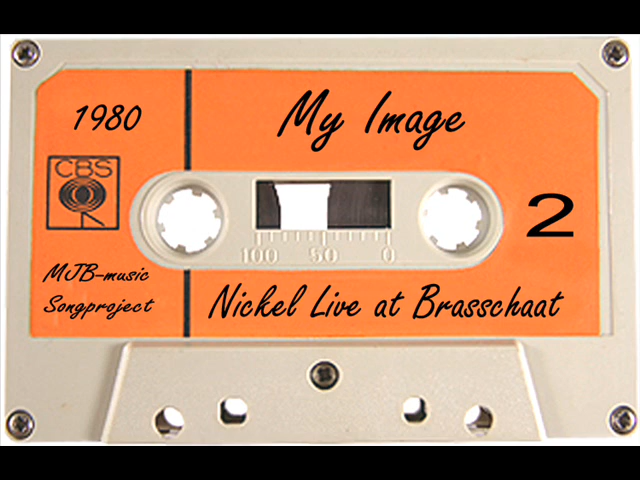 1980
My Image
CBS
2
100 50 0
MJB-music
Songproject
Nickel Live at Brasschaat